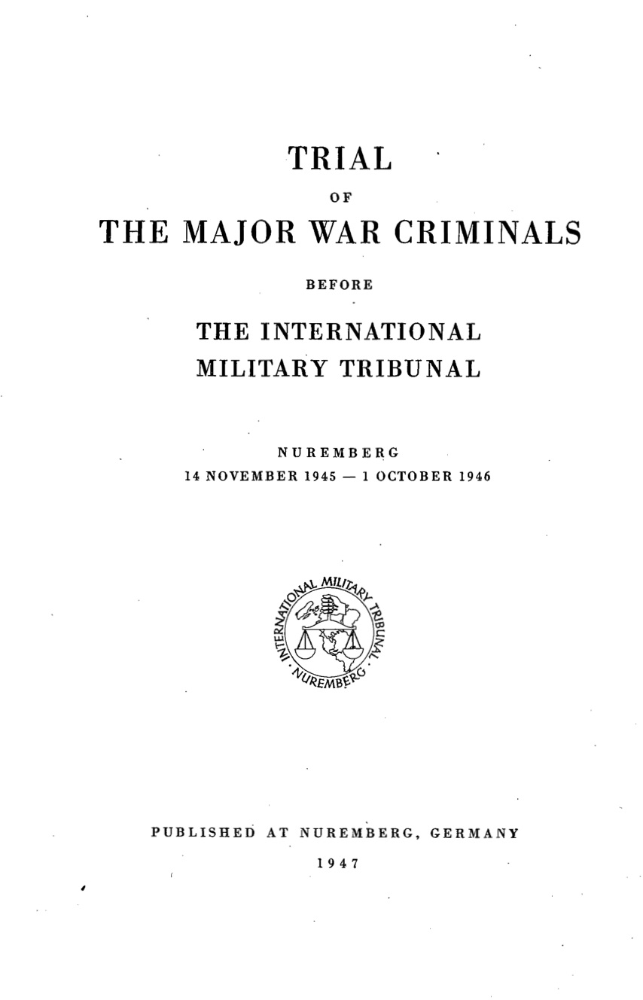 TRIAL
OF
THE MAJOR WAR CRIMINALS
BEFORE
THE INTERNATIONAL
MILITARY TRIBUNAL
NUREMBERG
14 NOVEMBER 1945 — 1 OCTOBER 1946
INTERNATIONAL MILITARY TRIBUNAL
· NUREMBERG ·
PUBLISHED AT NUREMBERG, GERMANY
1947